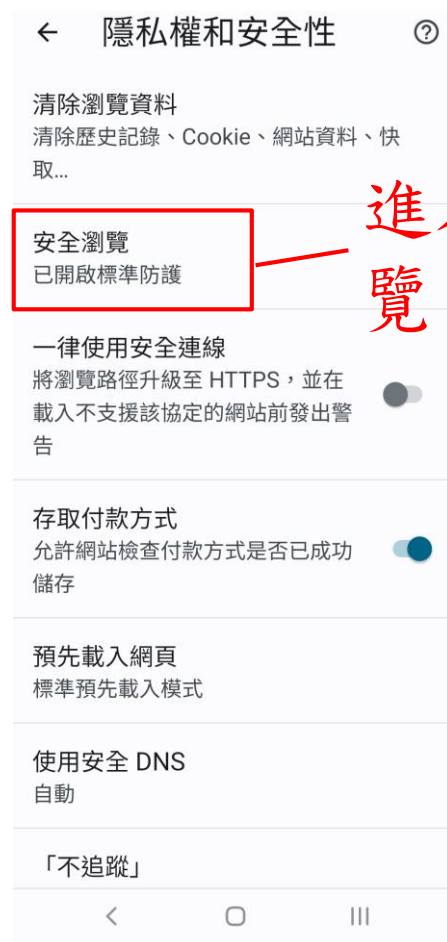 隱私權和安全性
清除瀏覽資料
清除歷史記錄、Cookie、網站資料、快
取...
進
安全瀏覽
已開啟標準防護
覽
一律使用安全連線
將瀏覽路徑升級至 HTTPS，並在
載入不支援該協定的網站前發出警
告
存取付款方式
允許網站檢查付款方式是否已成功
儲存
預先載入網頁
標準預先載入模式
使用安全 DNS
自動
「不追蹤」